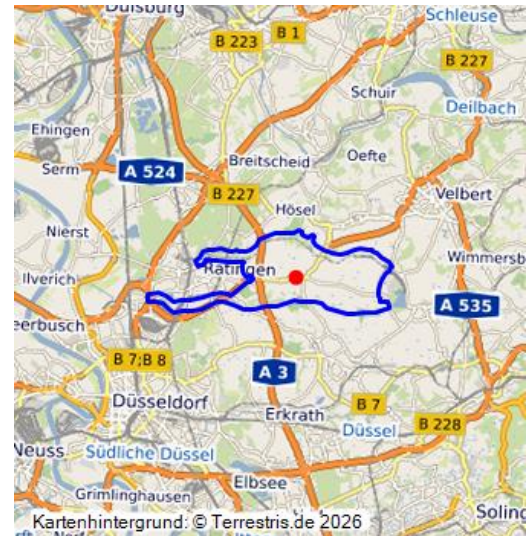 Duisburg
Schleuse
B 223
B 1
B 227
Schuir
Deilbach
Ehingen
Breitscheid
Oefte
Serm
A 524
B 227
Velbert
Hösel
Nierst
Ratingen
Wimmersb
Ilverich
A 535
eerbusch
B 7;B 8
A 3
B 7
Düsseldorf
Erkrath
B 228
Düssel
Neuss
Südliche Düssel
Elbsee
Grimlinghausen
Soling
Kartenhintergrund: © Terrestris.de 2026